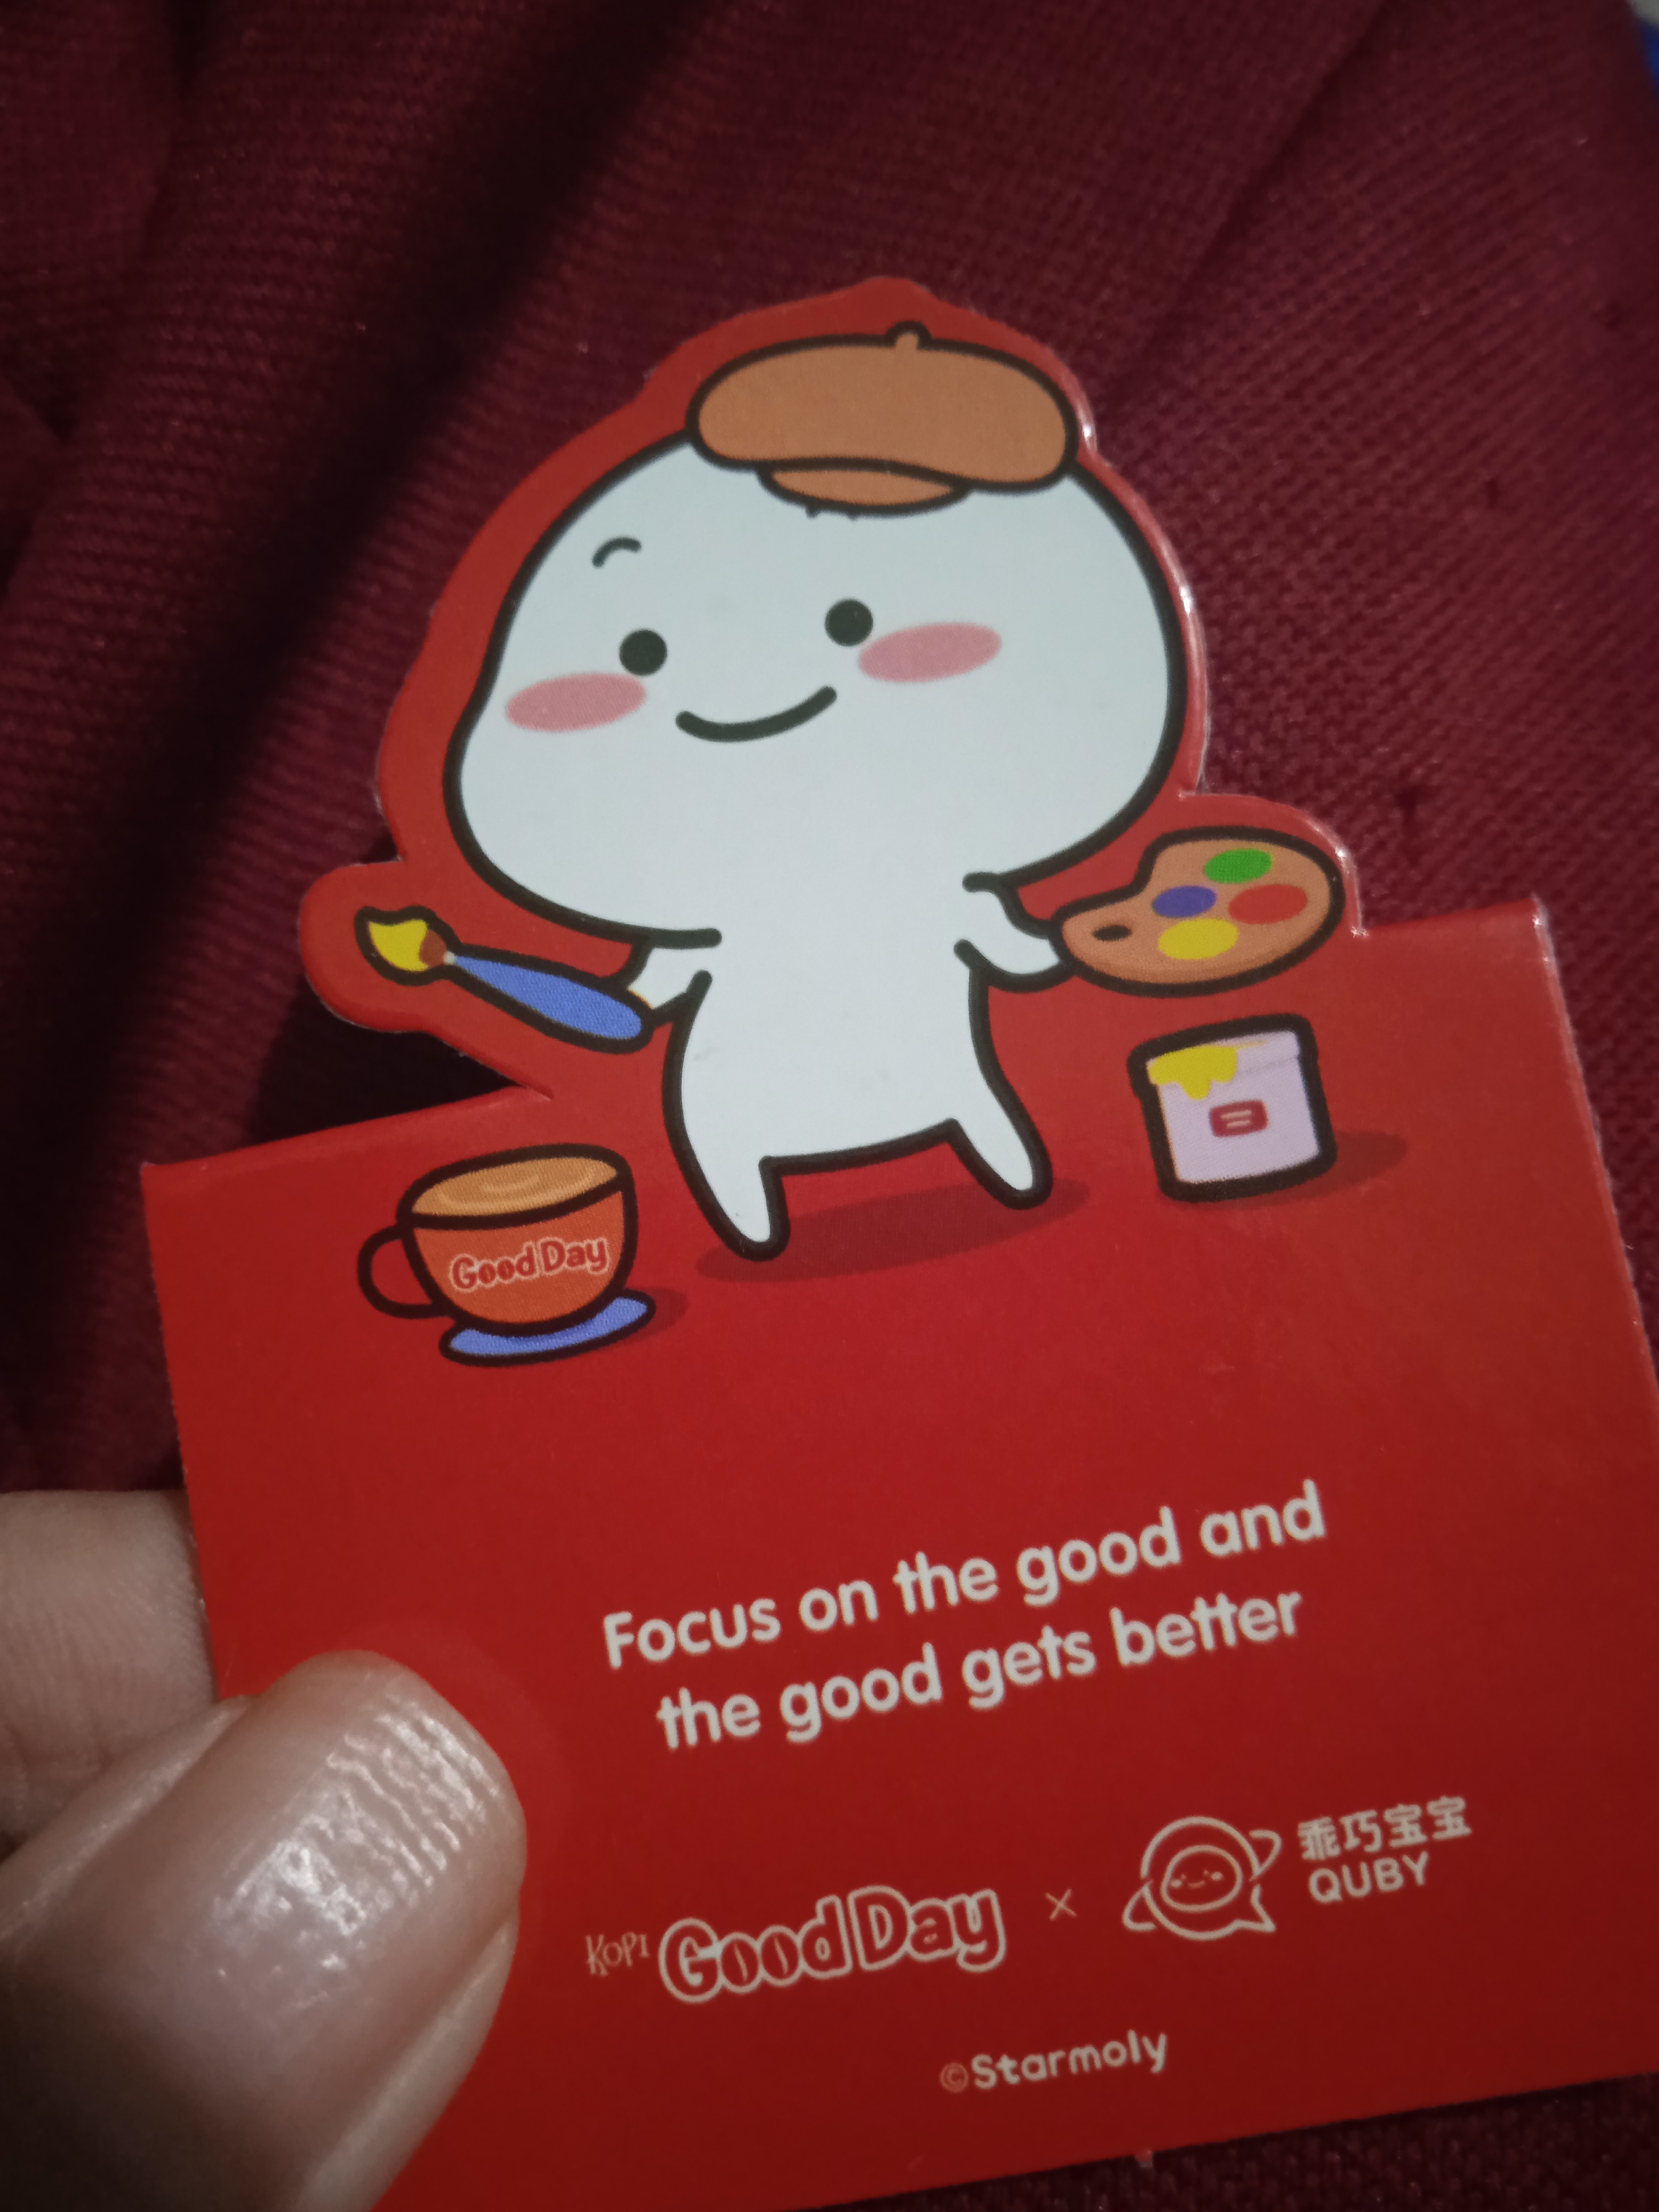 Good Day
Focus on the good and
the good gets better
KOPI Good Day × 乖巧宝宝
QUBY
©Starmoly